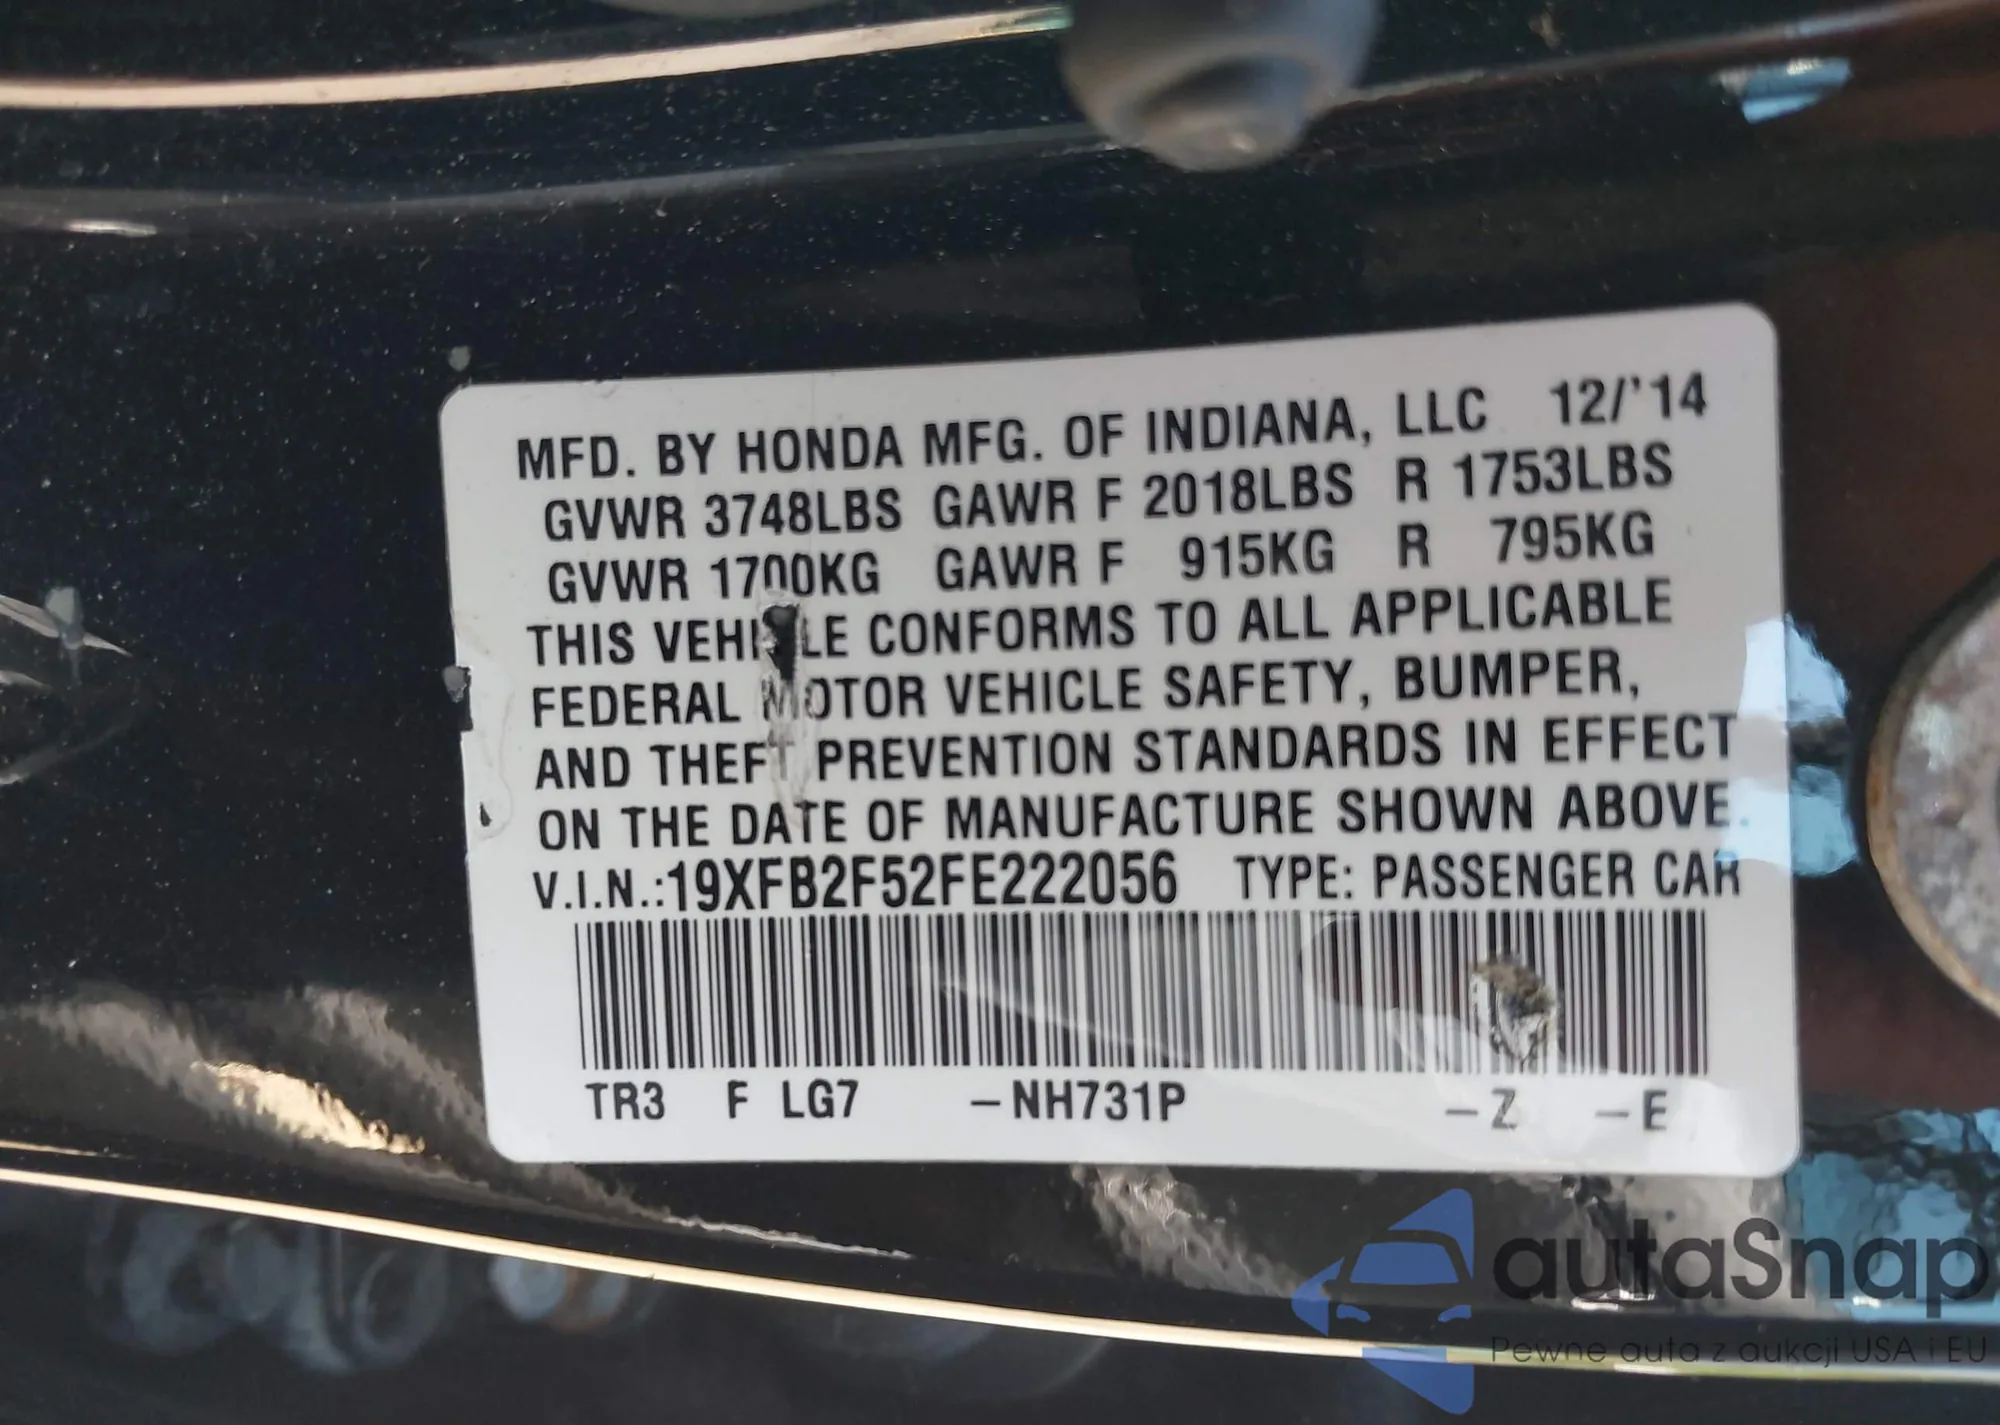 MFD. BY HONDA MFG. OF INDIANA, LLC 12/'14
GVWR 3748LBS GAWR F 2018LBS R 1753LBS
GVWR 1700KG GAWR F 915KG R 795KG
THIS VEHICLE CONFORMS TO ALL APPLICABLE
FEDERAL MOTOR VEHICLE SAFETY, BUMPER,
AND THEFT PREVENTION STANDARDS IN EFFECT
ON THE DATE OF MANUFACTURE SHOWN ABOVE.
V.I.N.:19XFB2F52FE222056 TYPE: PASSENGER CAR
TR3 F LG7 –NH731P –Z –E
autaSnap
Pewne auta z aukcji USA i EU